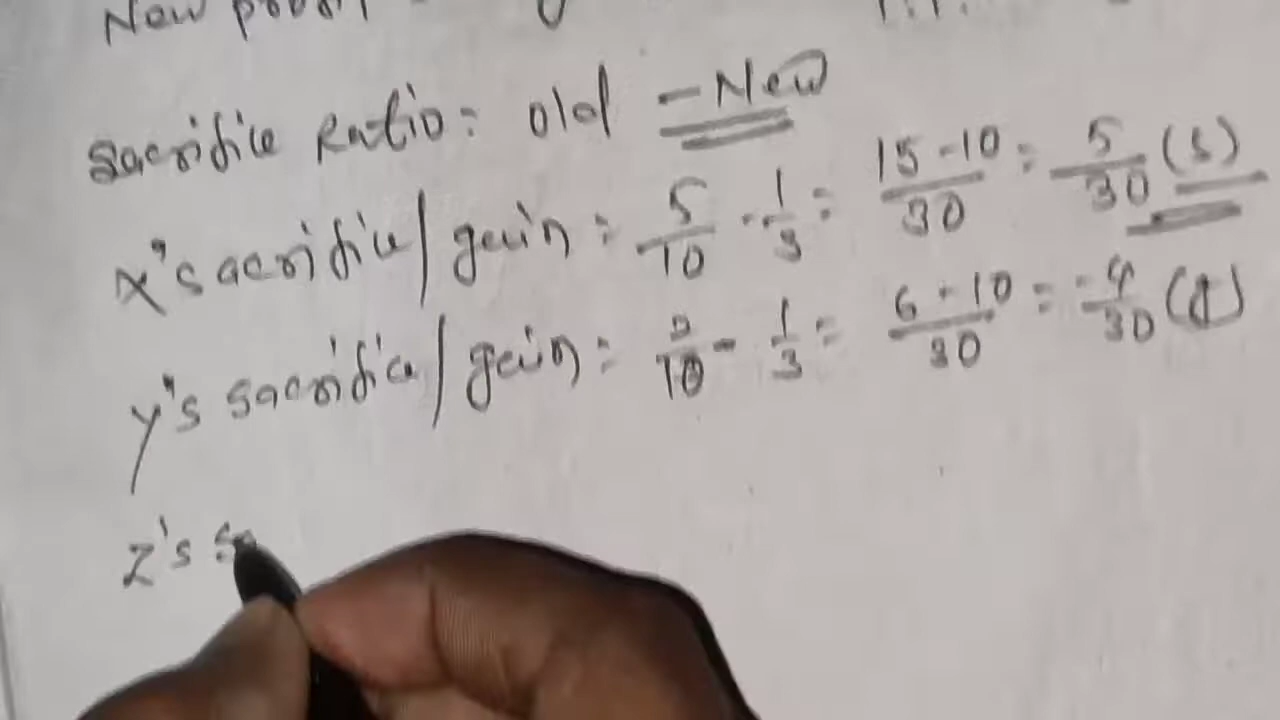 New
Sacrifice Ratio = Old - New
X's sacrifice/gain = 5/10 - 1/3 = 15-10/30 = 5/30 (S)
Y's sacrifice/gain = /10 - 1/3 = 6-10/30 = -4/30 (g)
Z's